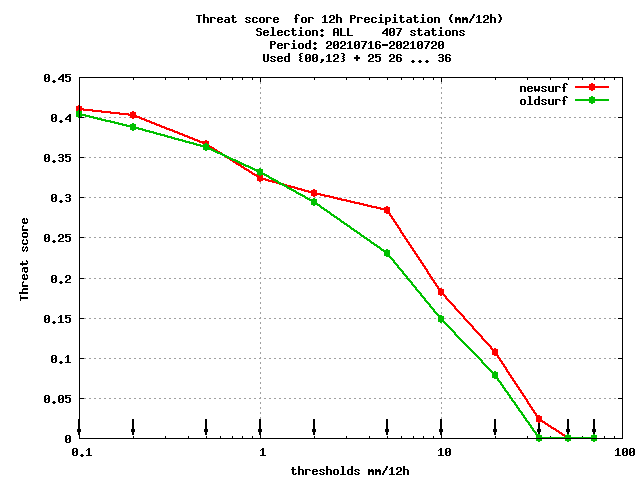 Threat score  for 12h Precipitation (mm/12h)
Selection: ALL    407 stations
Period: 20210716-20210720
Used {00,12} + 25 26 ... 36
newsurf
oldsurf
0.45
0.4
0.35
0.3
0.25
0.2
0.15
0.1
0.05
0
Threat score
0.1 1 10 100
thresholds mm/12h